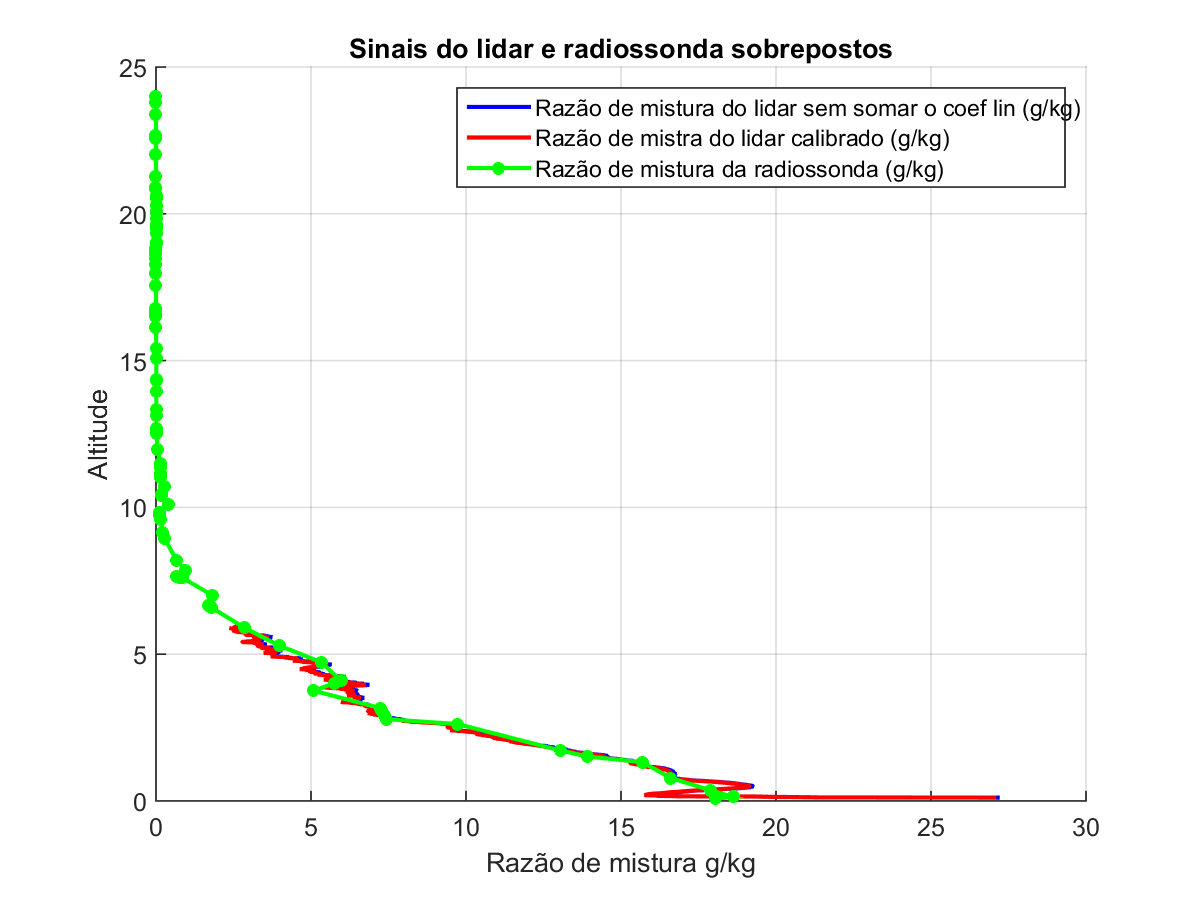 Sinais do lidar e radiossonda sobrepostos
25
Razão de mistura do lidar sem somar o coef lin (g/kg)
Razão de mistra do lidar calibrado (g/kg)
Razão de mistura da radiossonda (g/kg)
20
15
Altitude
10
5
0
0 5 10 15 20 25 30
Razão de mistura g/kg